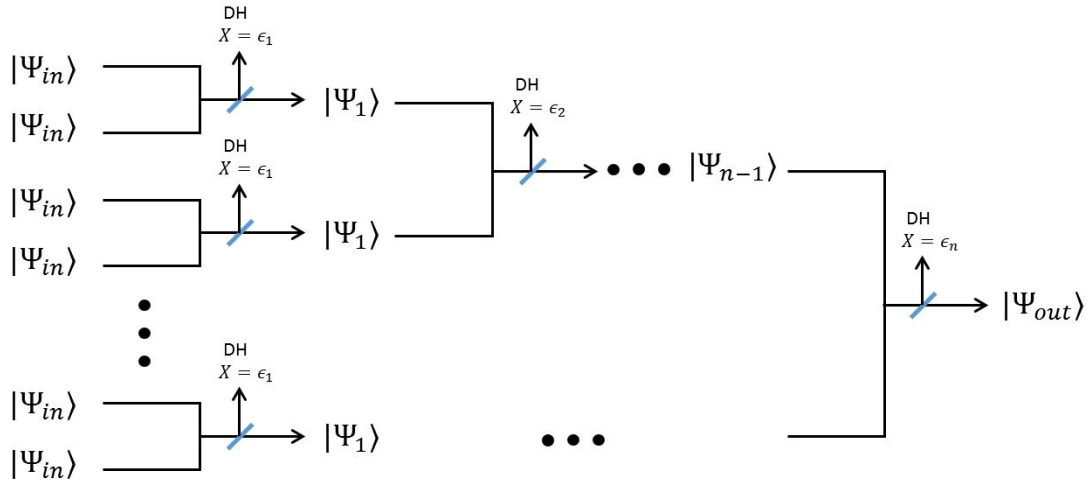 DH
X = ϵ₁
|Ψ_in⟩
|Ψ_in⟩
|Ψ₁⟩
DH
X = ϵ₂
DH
X = ϵ₁
|Ψ_in⟩
|Ψ_in⟩
|Ψ₁⟩
|Ψ_{n−1}⟩
DH
X = ϵ_n
|Ψ_out⟩
DH
X = ϵ₁
|Ψ_in⟩
|Ψ_in⟩
|Ψ₁⟩